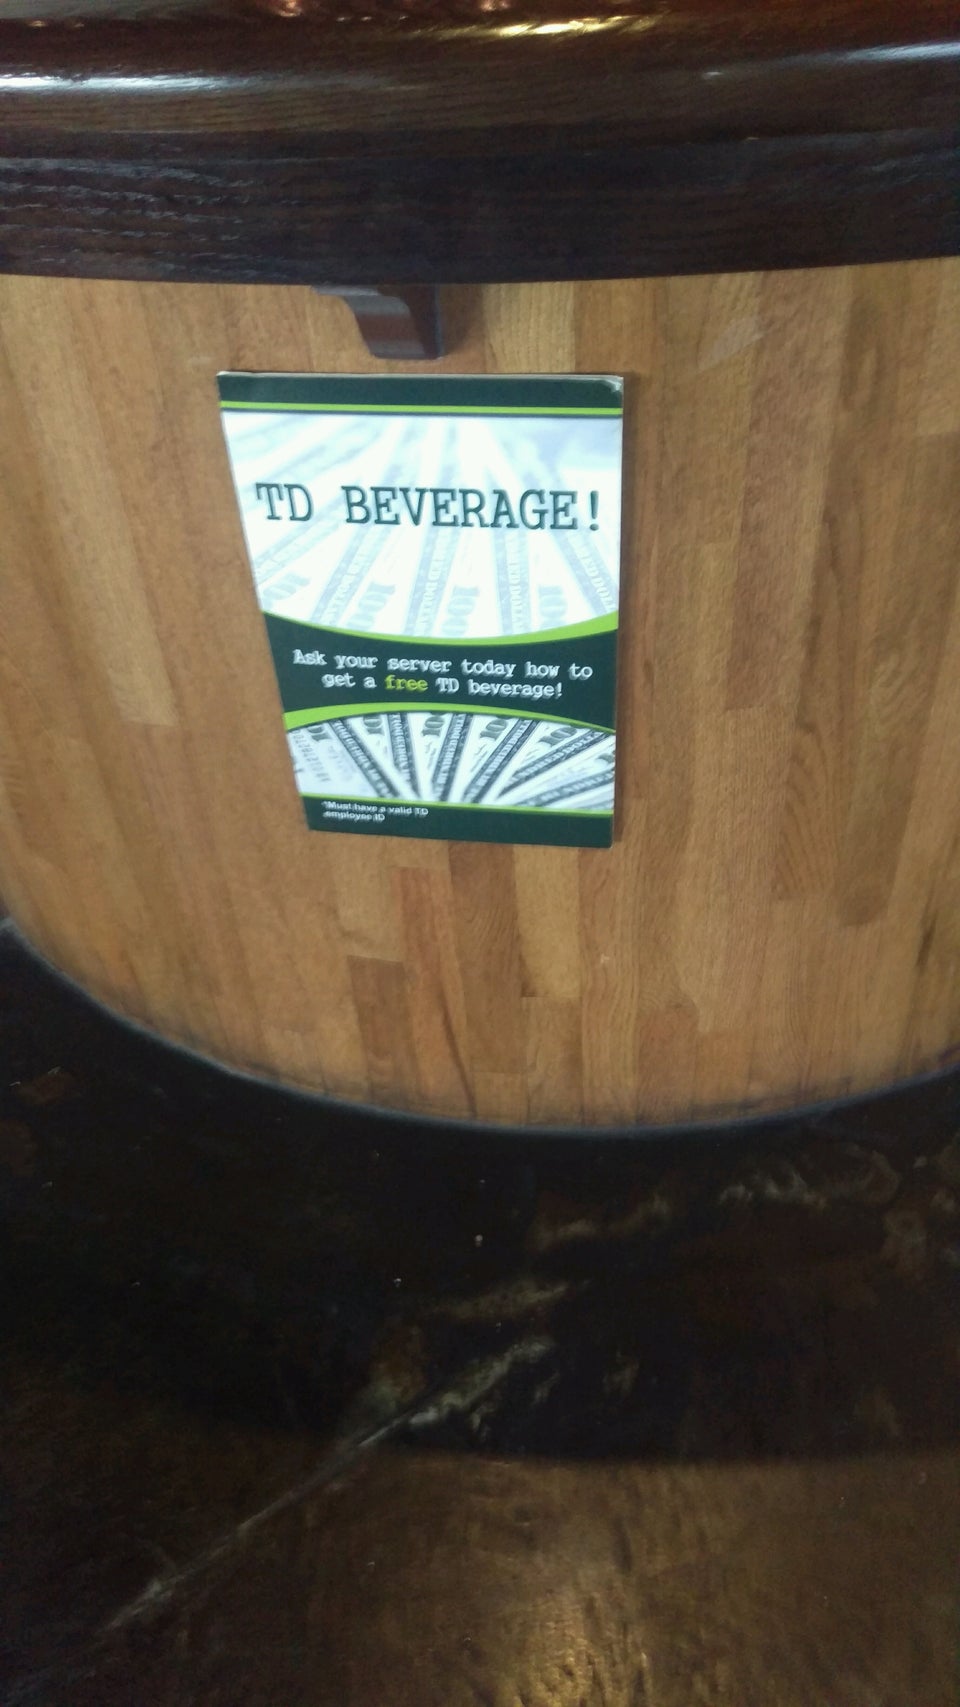 TD BEVERAGE!
Ask your server today how to
get a free TD beverage!
*Must have a valid TD
employee ID